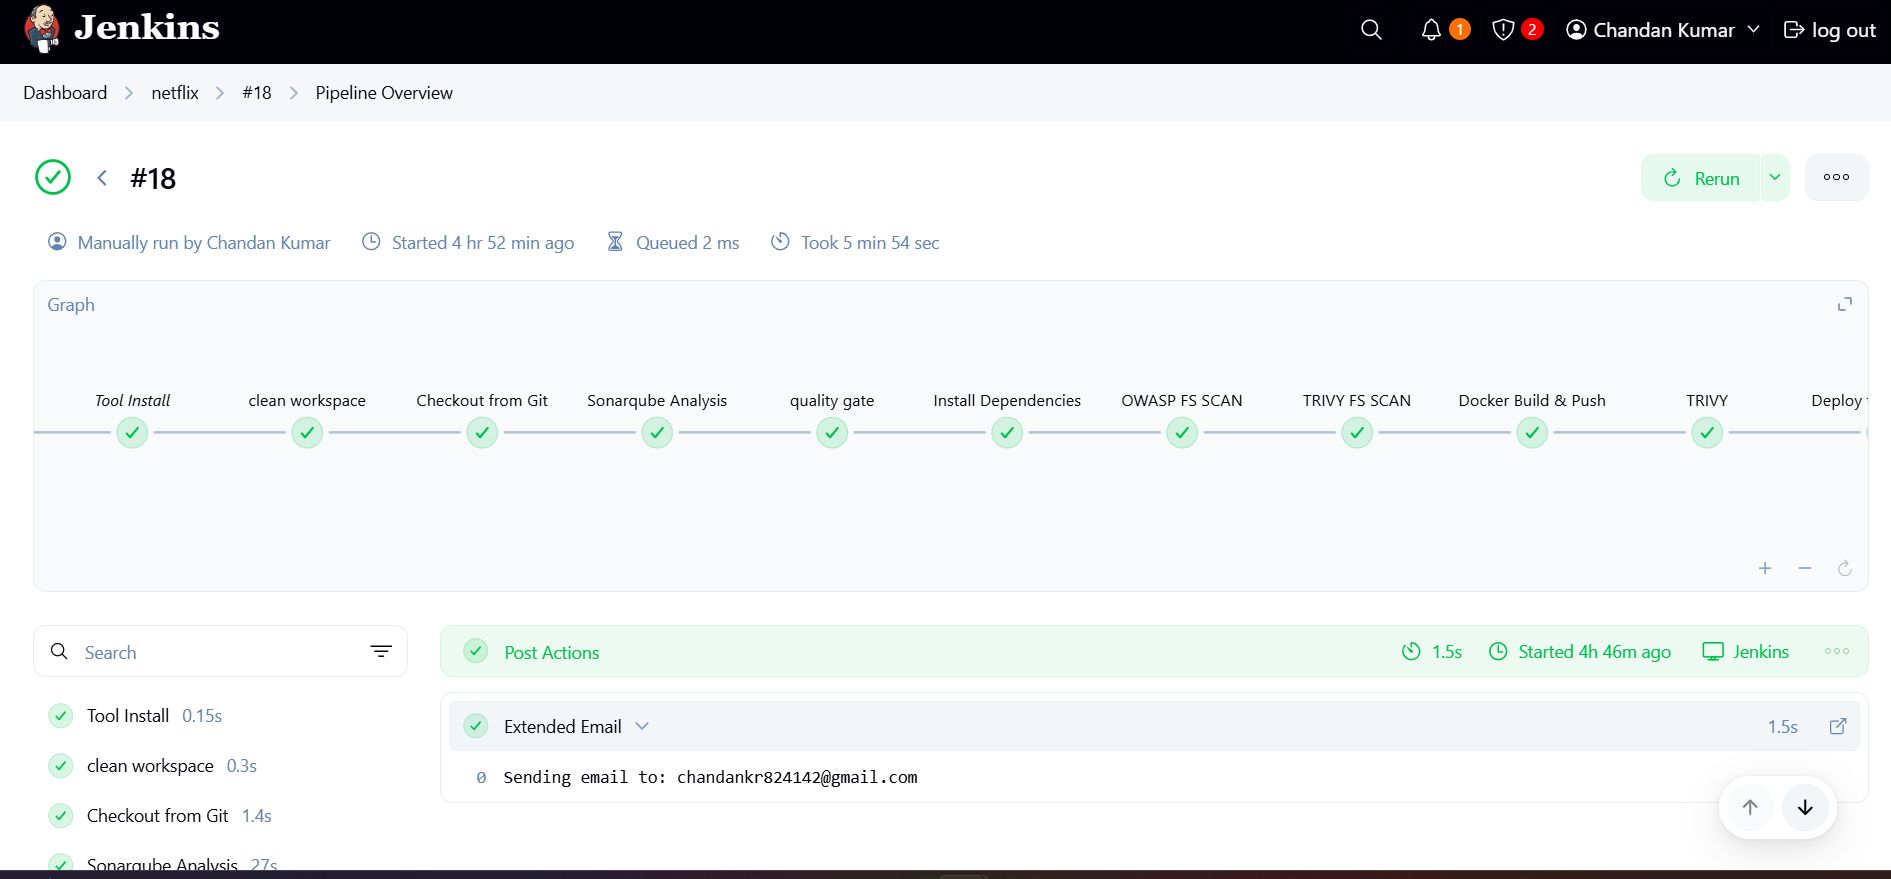 Jenkins
1
2
Chandan Kumar
log out
Dashboard > netflix > #18 > Pipeline Overview
#18
Rerun
Manually run by Chandan Kumar
Started 4 hr 52 min ago
Queued 2 ms
Took 5 min 54 sec
Graph
Tool Install
clean workspace
Checkout from Git
Sonarqube Analysis
quality gate
Install Dependencies
OWASP FS SCAN
TRIVY FS SCAN
Docker Build & Push
TRIVY
Deploy
Search
Tool Install 0.15s
clean workspace 0.3s
Checkout from Git 1.4s
Sonarqube Analysis 27s
Post Actions
1.5s
Started 4h 46m ago
Jenkins
Extended Email
1.5s
0 Sending email to: chandankr824142@gmail.com